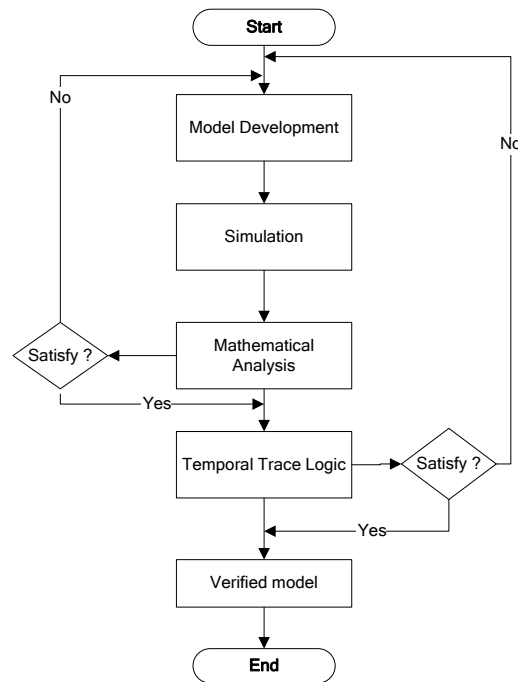 Start
No
Model Development
No
Simulation
Satisfy ?
Mathematical
Analysis
Yes
Temporal Trace Logic
Satisfy ?
Yes
Verified model
End